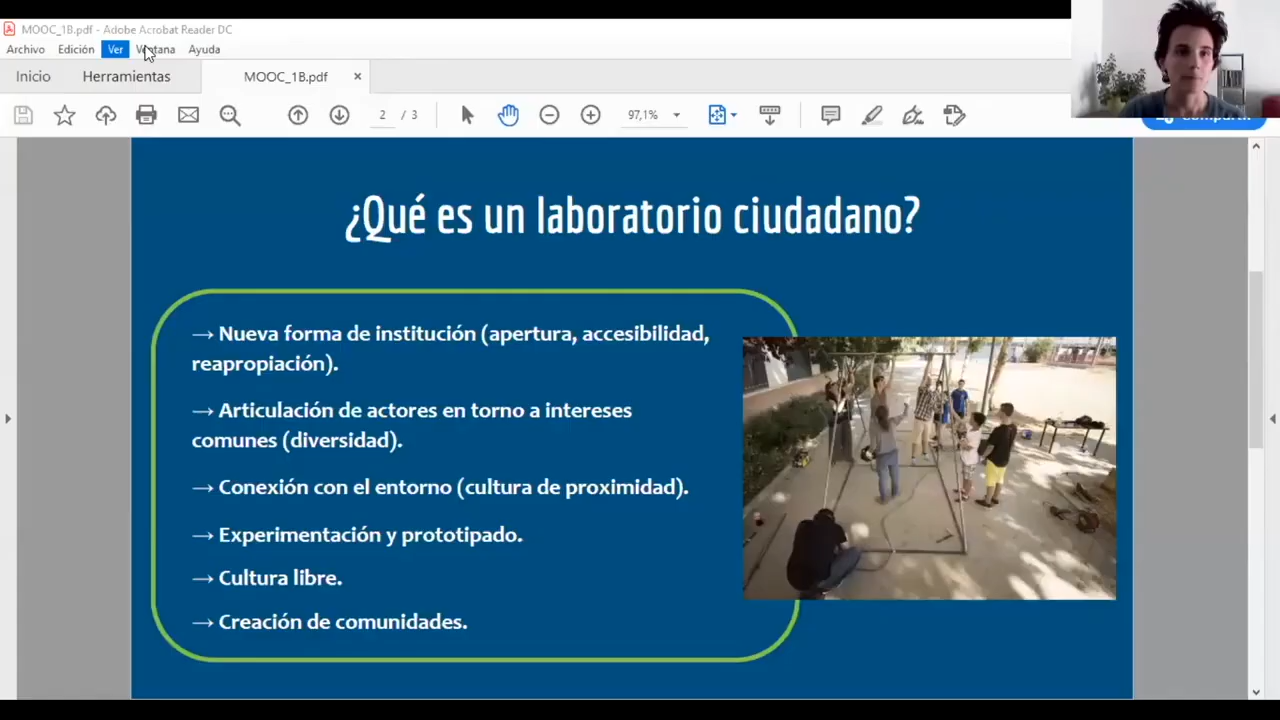 MOOC_1B.pdf - Adobe Acrobat Reader DC
Archivo Edición Ver Ventana Ayuda
Inicio Herramientas MOOC_1B.pdf ×
2 / 3 97,1%
Compartir
¿Qué es un laboratorio ciudadano?
→ Nueva forma de institución (apertura, accesibilidad,
reapropiación).
→ Articulación de actores en torno a intereses
comunes (diversidad).
→ Conexión con el entorno (cultura de proximidad).
→ Experimentación y prototipado.
→ Cultura libre.
→ Creación de comunidades.